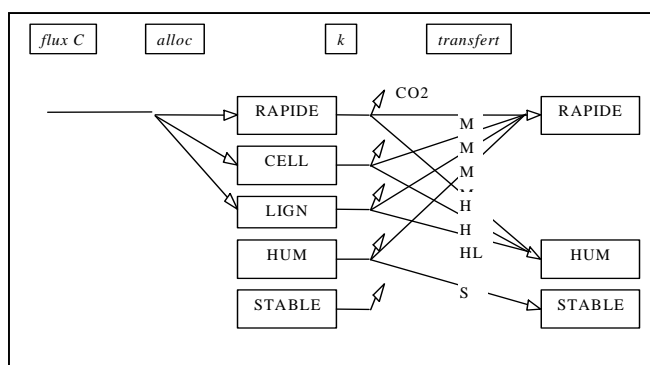 flux C alloc k transfert
CO2
RAPIDE RAPIDE
M
CELL
M
M
LIGN
H
H
HUM HL HUM
STABLE S STABLE